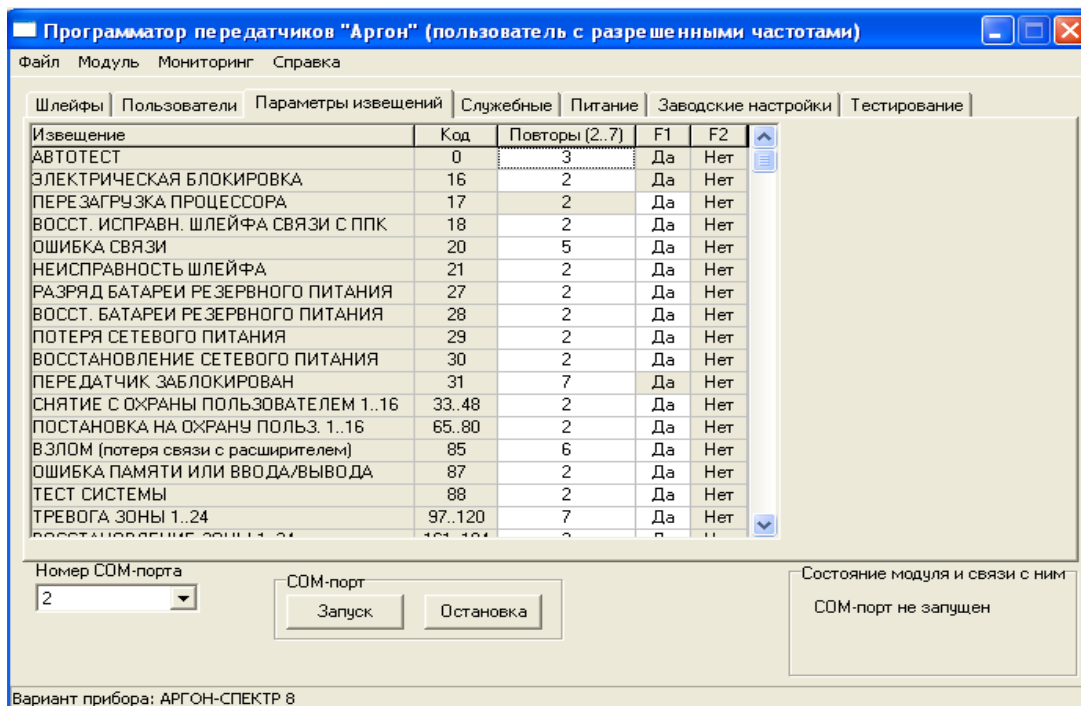 Программатор передатчиков "Аргон" (пользователь с разрешенными частотами)
Файл Модуль Мониторинг Справка
Шлейфы Пользователи Параметры извещений Служебные Питание Заводские настройки Тестирование
Извещение Код Повторы (2..7) F1 F2
АВТОТЕСТ 0 3 Да Нет
ЭЛЕКТРИЧЕСКАЯ БЛОКИРОВКА 16 2 Да Нет
ПЕРЕЗАГРУЗКА ПРОЦЕССОРА 17 2 Да Нет
ВОССТ. ИСПРАВН. ШЛЕЙФА СВЯЗИ С ППК 18 2 Да Нет
ОШИБКА СВЯЗИ 20 5 Да Нет
НЕИСПРАВНОСТЬ ШЛЕЙФА 21 2 Да Нет
РАЗРЯД БАТАРЕИ РЕЗЕРВНОГО ПИТАНИЯ 27 2 Да Нет
ВОССТ. БАТАРЕИ РЕЗЕРВНОГО ПИТАНИЯ 28 2 Да Нет
ПОТЕРЯ СЕТЕВОГО ПИТАНИЯ 29 2 Да Нет
ВОССТАНОВЛЕНИЕ СЕТЕВОГО ПИТАНИЯ 30 2 Да Нет
ПЕРЕДАТЧИК ЗАБЛОКИРОВАН 31 7 Да Нет
СНЯТИЕ С ОХРАНЫ ПОЛЬЗОВАТЕЛЕМ 1..16 33..48 2 Да Нет
ПОСТАНОВКА НА ОХРАНУ ПОЛЬЗ. 1..16 65..80 2 Да Нет
ВЗЛОМ (потеря связи с расширителем) 85 6 Да Нет
ОШИБКА ПАМЯТИ ИЛИ ВВОДА/ВЫВОДА 87 2 Да Нет
ТЕСТ СИСТЕМЫ 88 2 Да Нет
ТРЕВОГА ЗОНЫ 1..24 97..120 7 Да Нет
Номер COM-порта
2
COM-порт
Запуск Остановка
Состояние модуля и связи с ним
COM-порт не запущен
Вариант прибора: АРГОН-СПЕКТР 8